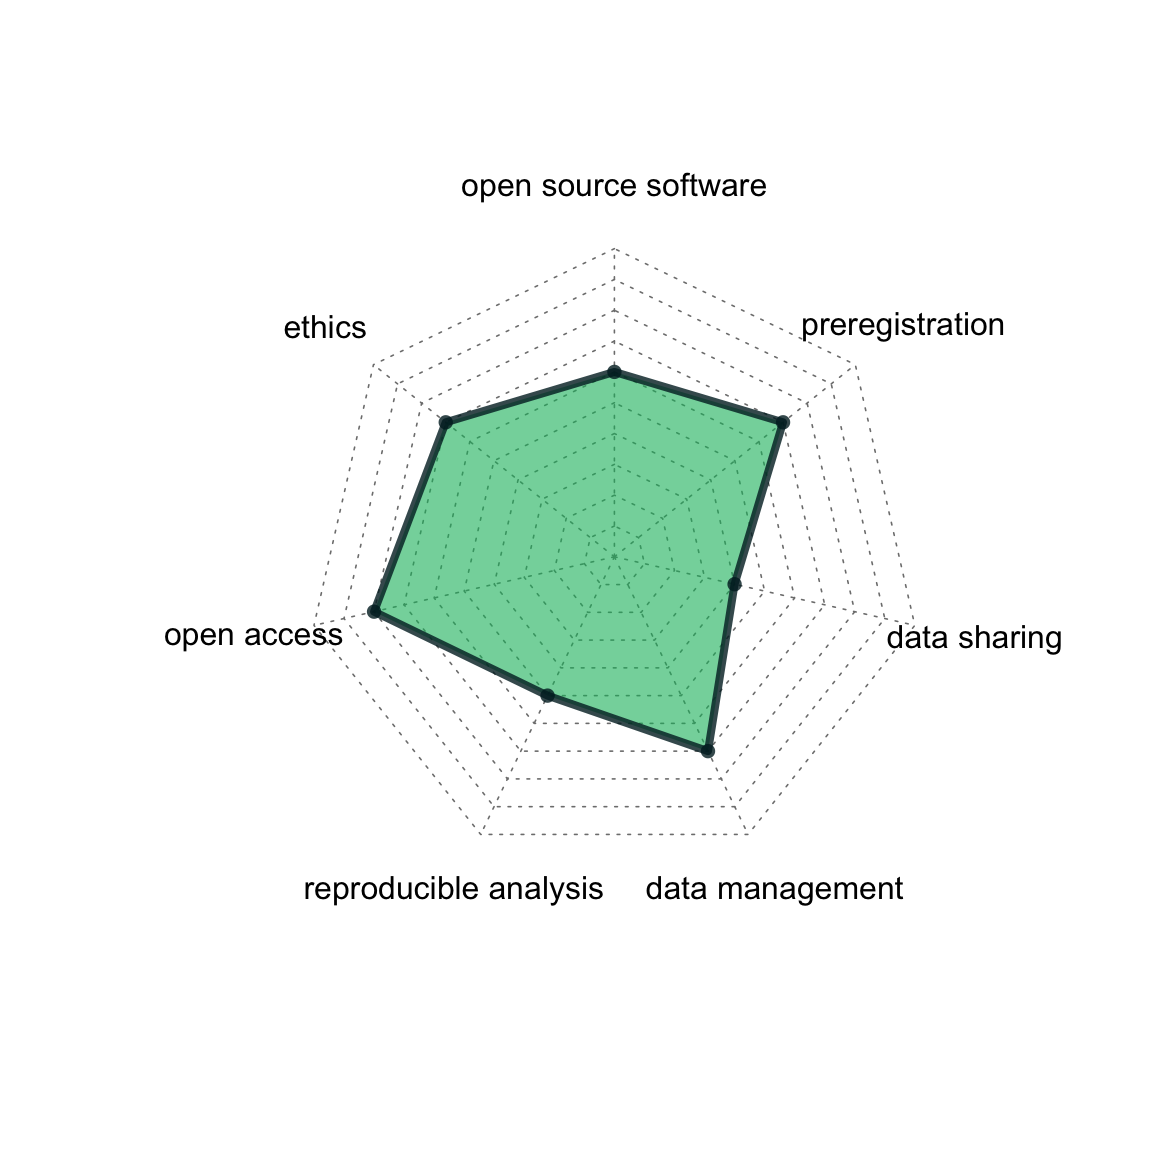 open source software
ethics
preregistration
open access
data sharing
reproducible analysis
data management